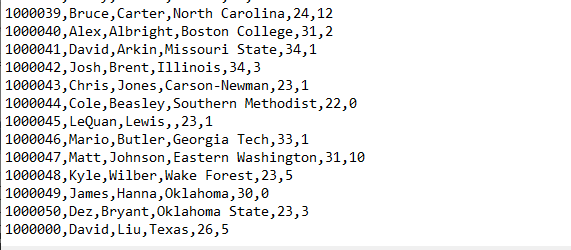 1000039,Bruce,Carter,North Carolina,24,12
1000040,Alex,Albright,Boston College,31,2
1000041,David,Arkin,Missouri State,34,1
1000042,Josh,Brent,Illinois,34,3
1000043,Chris,Jones,Carson-Newman,23,1
1000044,Cole,Beasley,Southern Methodist,22,0
1000045,LeQuan,Lewis,,23,1
1000046,Mario,Butler,Georgia Tech,33,1
1000047,Matt,Johnson,Eastern Washington,31,10
1000048,Kyle,Wilber,Wake Forest,23,5
1000049,James,Hanna,Oklahoma,30,0
1000050,Dez,Bryant,Oklahoma State,23,3
1000000,David,Liu,Texas,26,5